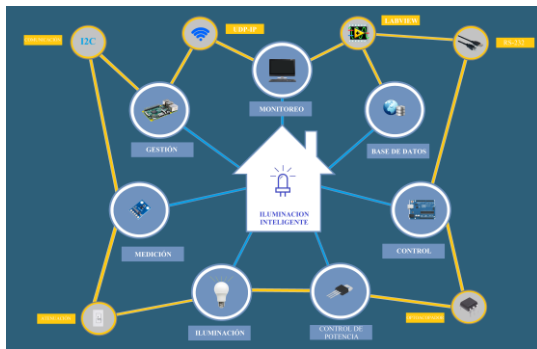 COMUNICACIÓN
I2C
UDP-IP
LABVIEW
RS-232
MONITOREO
GESTIÓN
BASE DE DATOS
ILUMINACION
INTELIGENTE
MEDICIÓN
CONTROL
ILUMINACIÓN
CONTROL DE
POTENCIA